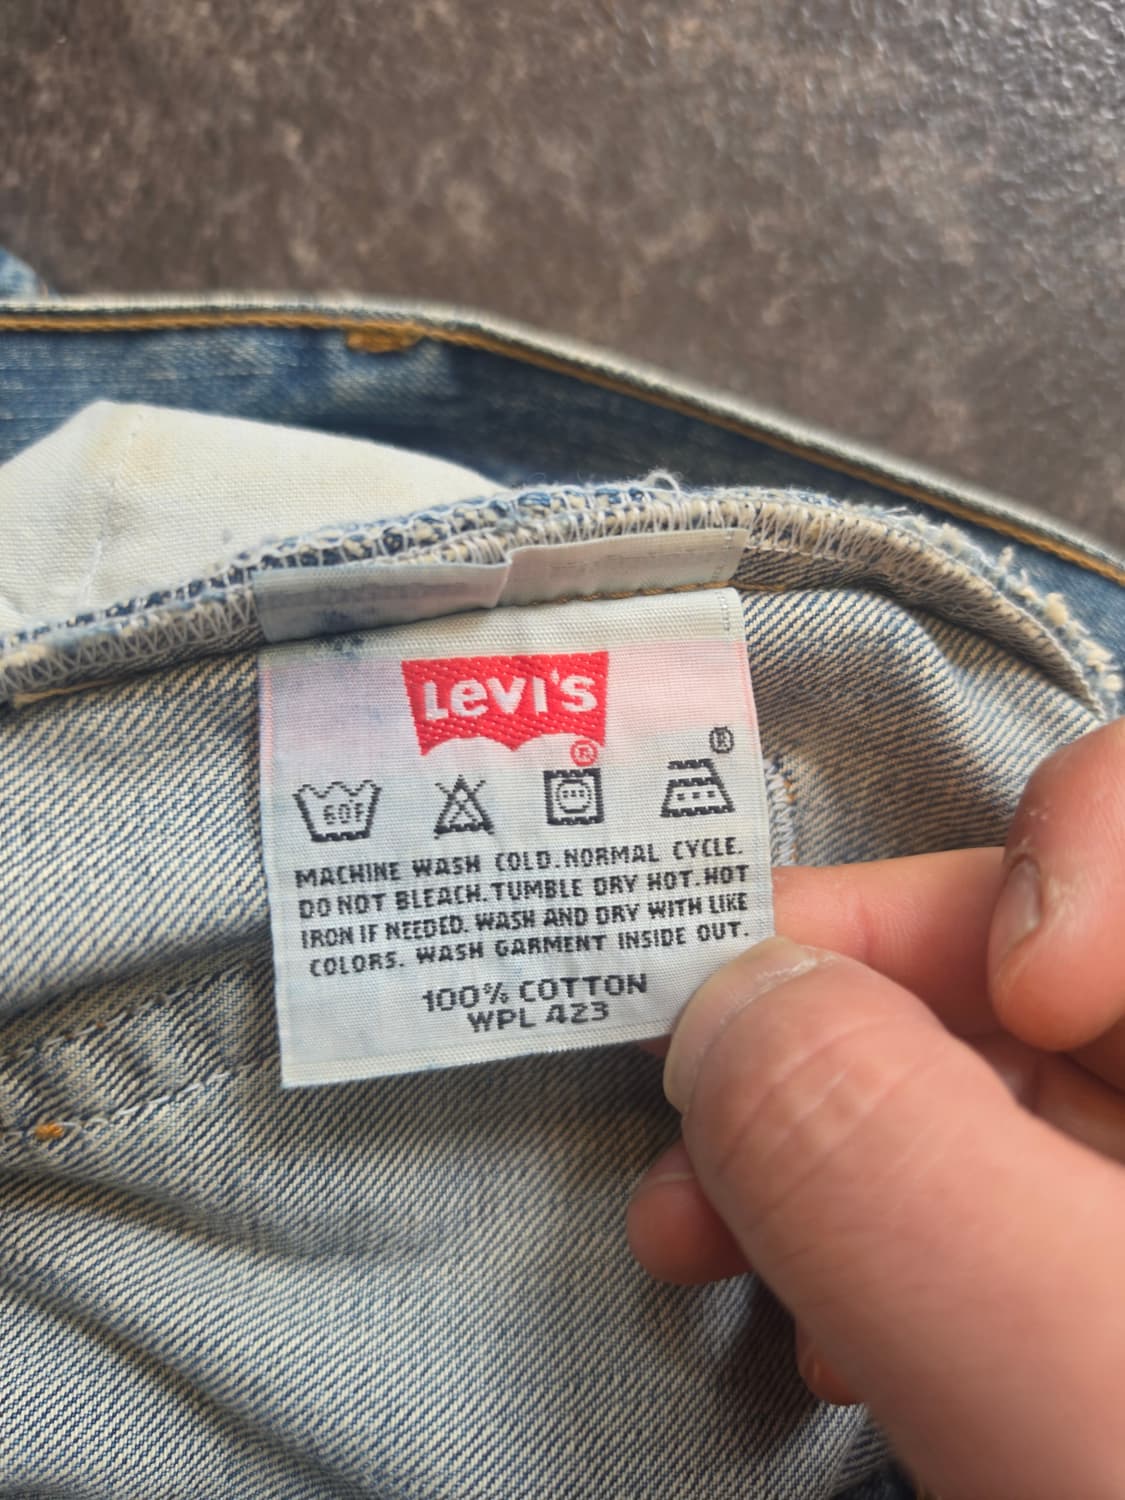 Levi's
®
®
60F
MACHINE WASH COLD.NORMAL CYCLE.
DO NOT BLEACH.TUMBLE DRY HOT.HOT
IRON IF NEEDED. WASH AND DRY WITH LIKE
COLORS. WASH GARMENT INSIDE OUT.
100% COTTON
WPL 423